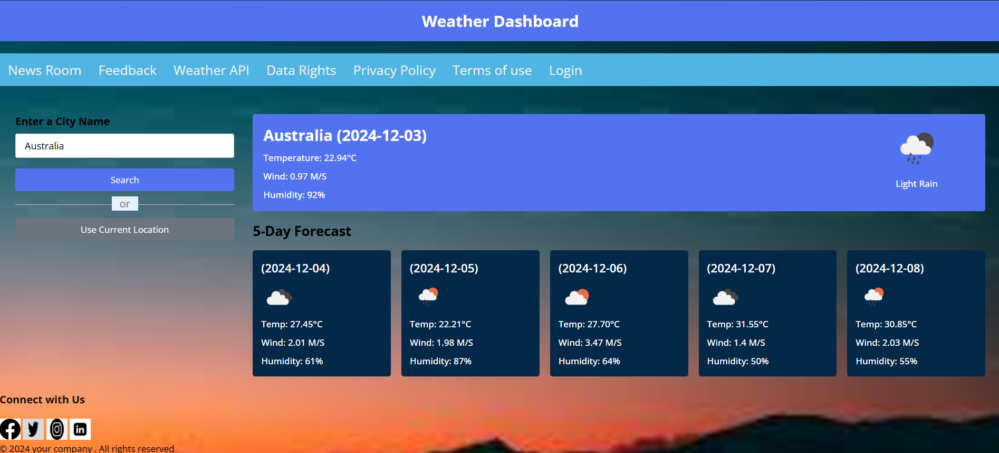 Weather Dashboard
News Room Feedback Weather API Data Rights Privacy Policy Terms of use Login
Enter a City Name
Australia
Search
or
Use Current Location
Australia (2024-12-03)
Temperature: 22.94°C
Wind: 0.97 M/S
Humidity: 92%
Light Rain
5-Day Forecast
(2024-12-04)
Temp: 27.45°C
Wind: 2.01 M/S
Humidity: 61%
(2024-12-05)
Temp: 22.21°C
Wind: 1.98 M/S
Humidity: 87%
(2024-12-06)
Temp: 27.70°C
Wind: 3.47 M/S
Humidity: 64%
(2024-12-07)
Temp: 31.55°C
Wind: 1.4 M/S
Humidity: 50%
(2024-12-08)
Temp: 30.85°C
Wind: 2.03 M/S
Humidity: 55%
Connect with Us
in
© 2024 your company . All rights reserved